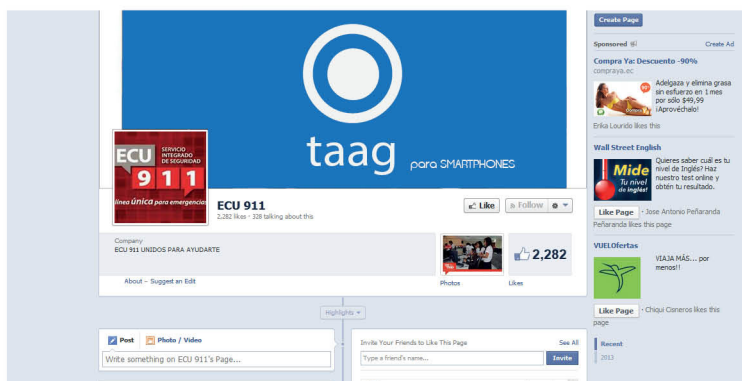 taag para SMARTPHONES
ECU
911
SERVICIO
INTEGRADO
DE SEGURIDAD
línea única para emergencias
ECU 911
2,282 likes · 328 talking about this
Like
Follow
Company
ECU 911 UNIDOS PARA AYUDARTE
About – Suggest an Edit
Photos
2,282
Likes
Highlights
Post
Photo / Video
Write something on ECU 911's Page...
Invite Your Friends to Like This Page
See All
Type a friend's name...
Invite
Create Page
Sponsored
Create Ad
Compra Ya: Descuento -90%
compraya.ec
Adelgaza y elimina grasa
sin esfuerzo en 1 mes
por sólo $49,99
¡Aprovéchalo!
Erika Lourido likes this
Wall Street English
Mide
Tu nivel
de Inglés!
Quieres saber cuál es tu
nivel de Inglés? Haz
nuestro test online y
obtén tu resultado.
Like Page · Jose Antonio Peñaranda
Peñaranda likes this page
VUELOfertas
VIAJA MÁS... por
menos!!
Like Page · Chiqui Cisneros likes this
page
Recent
2013